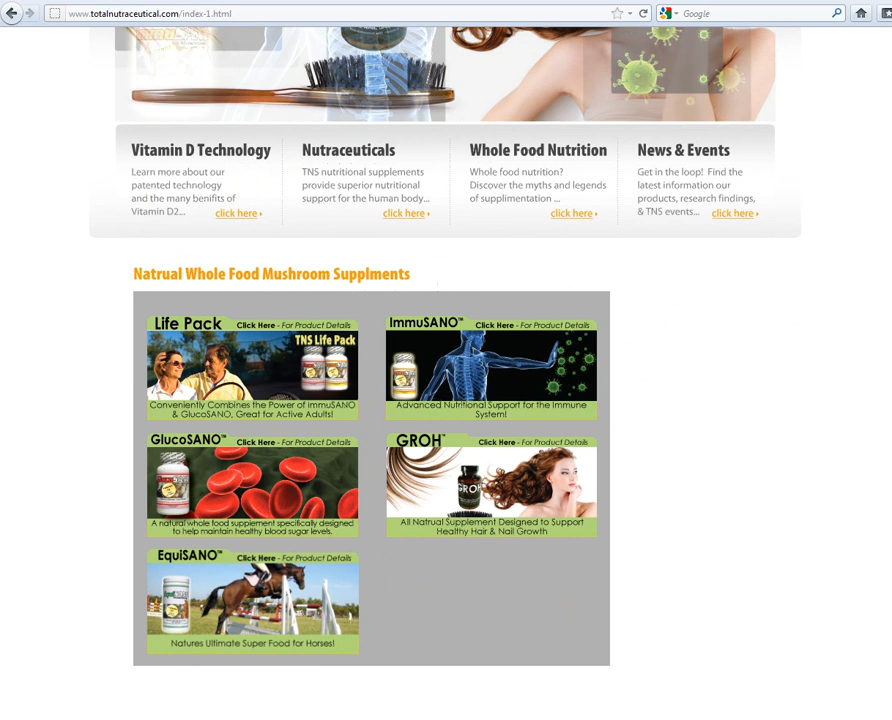 www.totalnutraceutical.com/index-1.html
Google
Vitamin D Technology
Learn more about our
patented technology
and the many benifits of
Vitamin D2...
click here
Nutraceuticals
TNS nutritional supplements
provide superior nutritional
support for the human body...
click here
Whole Food Nutrition
Whole food nutrition?
Discover the myths and legends
of supplimentation ...
click here
News & Events
Get in the loop! Find the
latest information our
products, research findings,
& TNS events...
click here
Natrual Whole Food Mushroom Supplments
Life Pack
Click Here - For Product Details
TNS Life Pack
Conveniently Combines the Power of immuSANO
& GlucoSANO, Great for Active Adults!
ImmuSANO™
Click Here - For Product Details
Advanced Nutritional Support for the Immune
System!
GlucoSANO™
Click Here - For Product Details
A natural whole food supplement specifically designed
to help maintain healthy blood sugar levels.
GROH™
Click Here - For Product Details
GROH
All Natrual Supplement Designed to Support
Healthy Hair & Nail Growth
EquiSANO™
Click Here - For Product Details
Natures Ultimate Super Food for Horses!